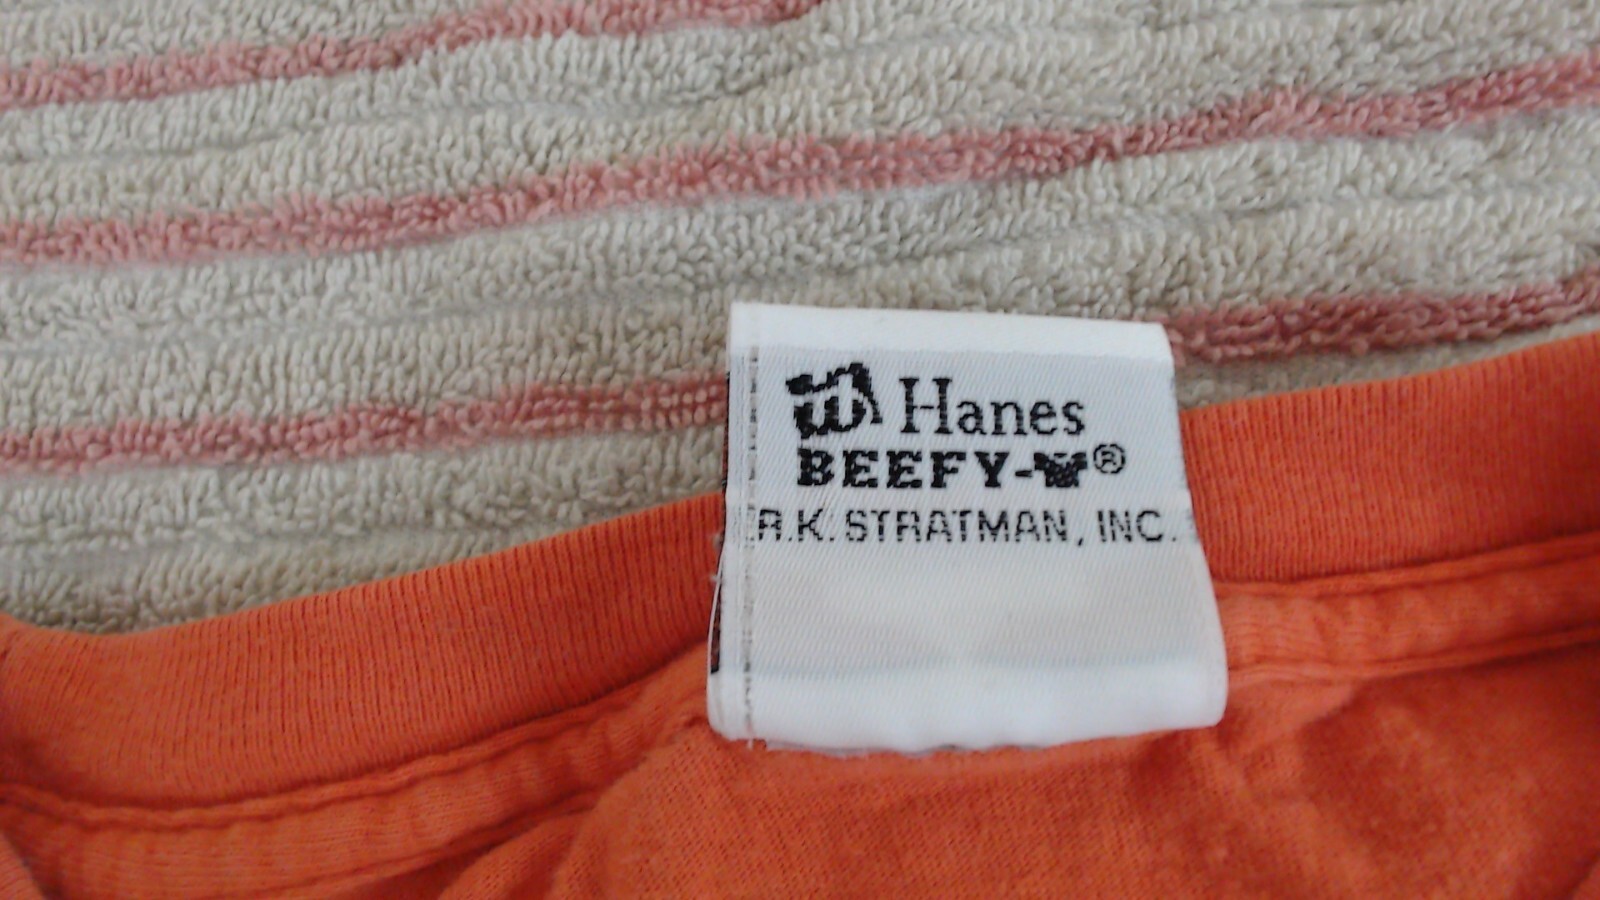 Hanes
BEEFY-T®
R.K. STRATMAN, INC.